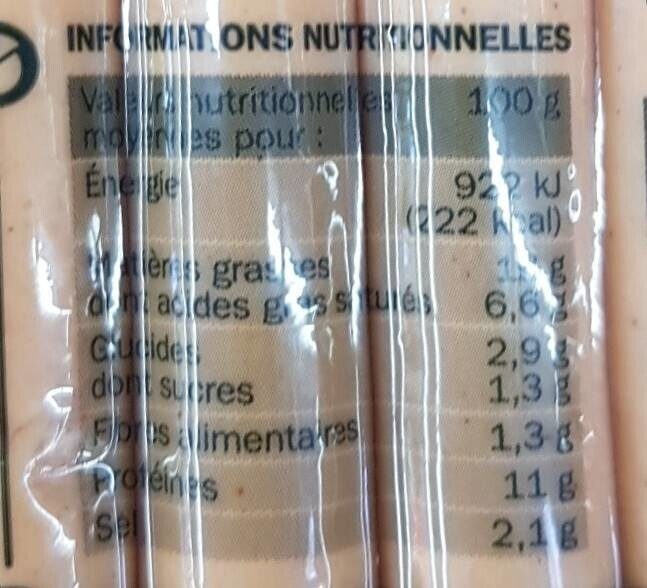 INFORMATIONS NUTRITIONNELLES
Valeurs nutritionnelles 100 g
moyennes pour :
Énergie 922 kJ
(222 kcal)
Matières grasses g
dont acides gras saturés 6,6 g
Glucides 2,9 g
dont sucres 1,3 g
Fibres alimentaires 1,3 g
Protéines 11 g
Sel 2,1 g